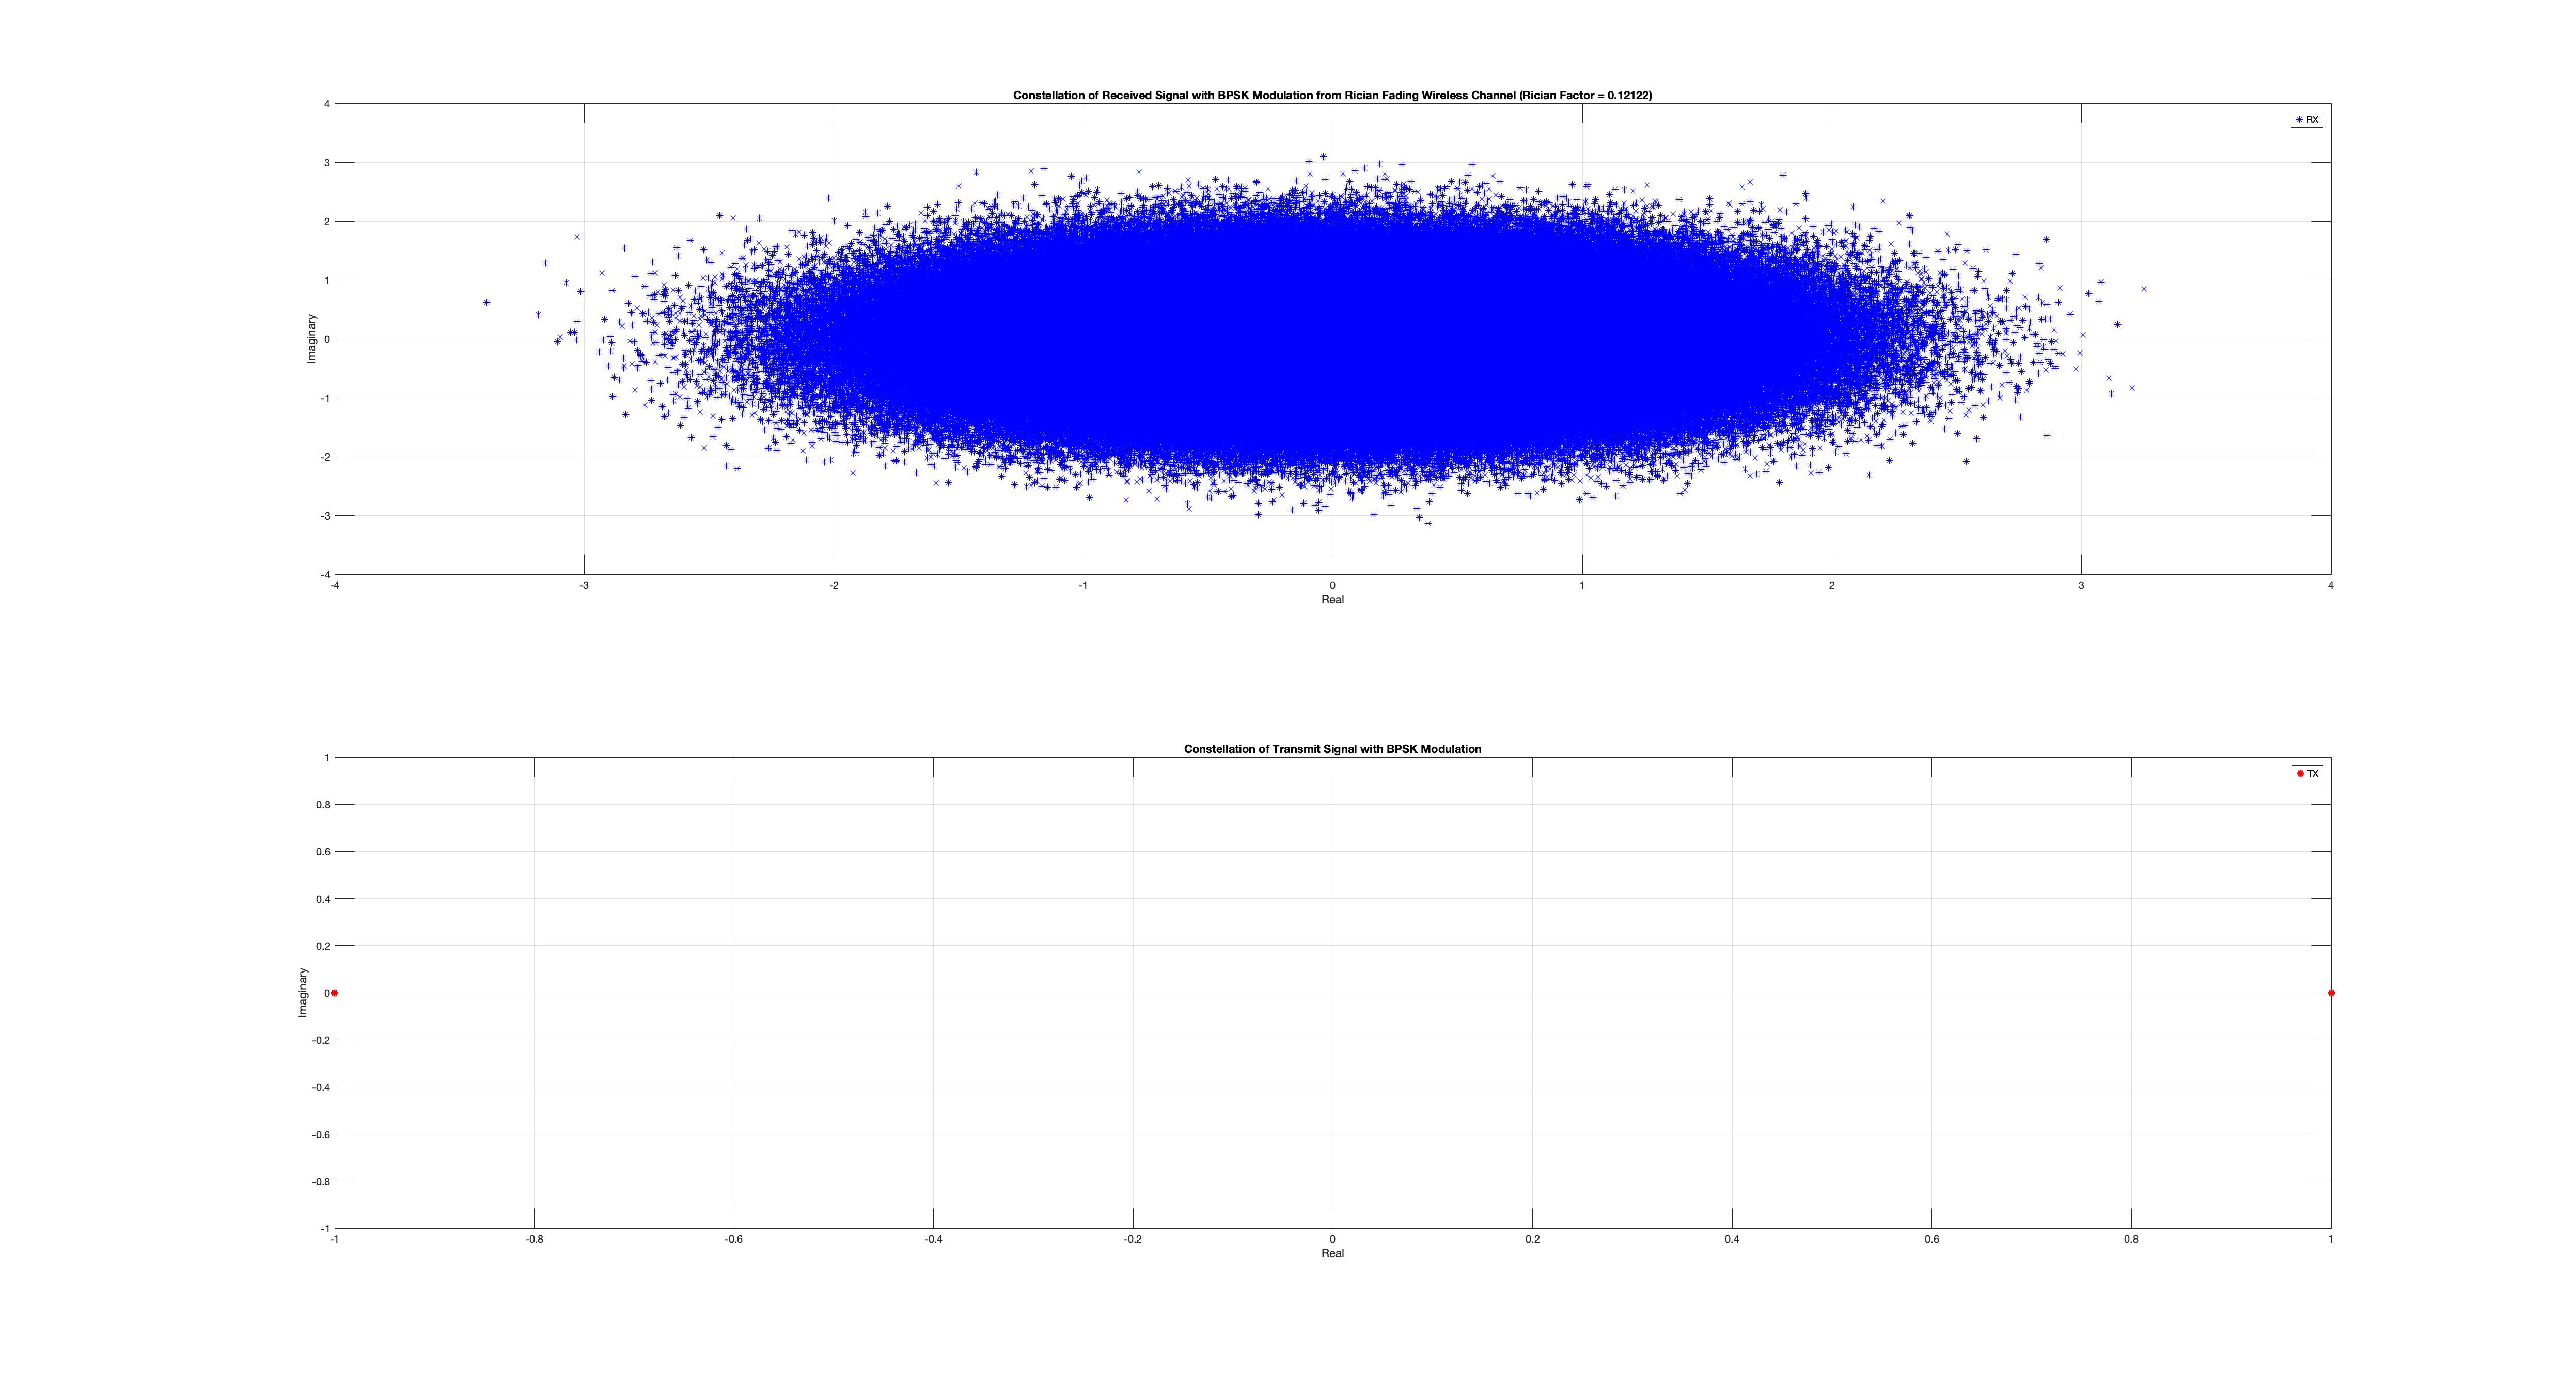 Constellation of Received Signal with BPSK Modulation from Rician Fading Wireless Channel (Rician Factor = 0.12122)
RX
4
3
2
1
0
-1
-2
-3
-4
Imaginary
-4 -3 -2 -1 0 1 2 3 4
Real
Constellation of Transmit Signal with BPSK Modulation
TX
1
0.8
0.6
0.4
0.2
0
-0.2
-0.4
-0.6
-0.8
-1
Imaginary
-1 -0.8 -0.6 -0.4 -0.2 0 0.2 0.4 0.6 0.8 1
Real